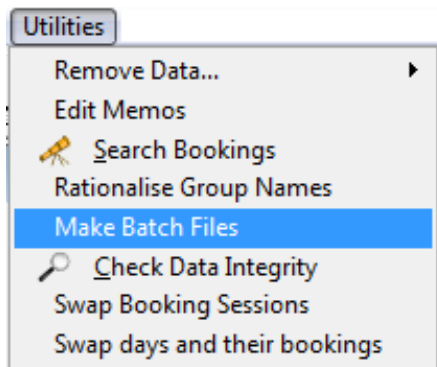 Utilities
Remove Data...
Edit Memos
Search Bookings
Rationalise Group Names
Make Batch Files
Check Data Integrity
Swap Booking Sessions
Swap days and their bookings